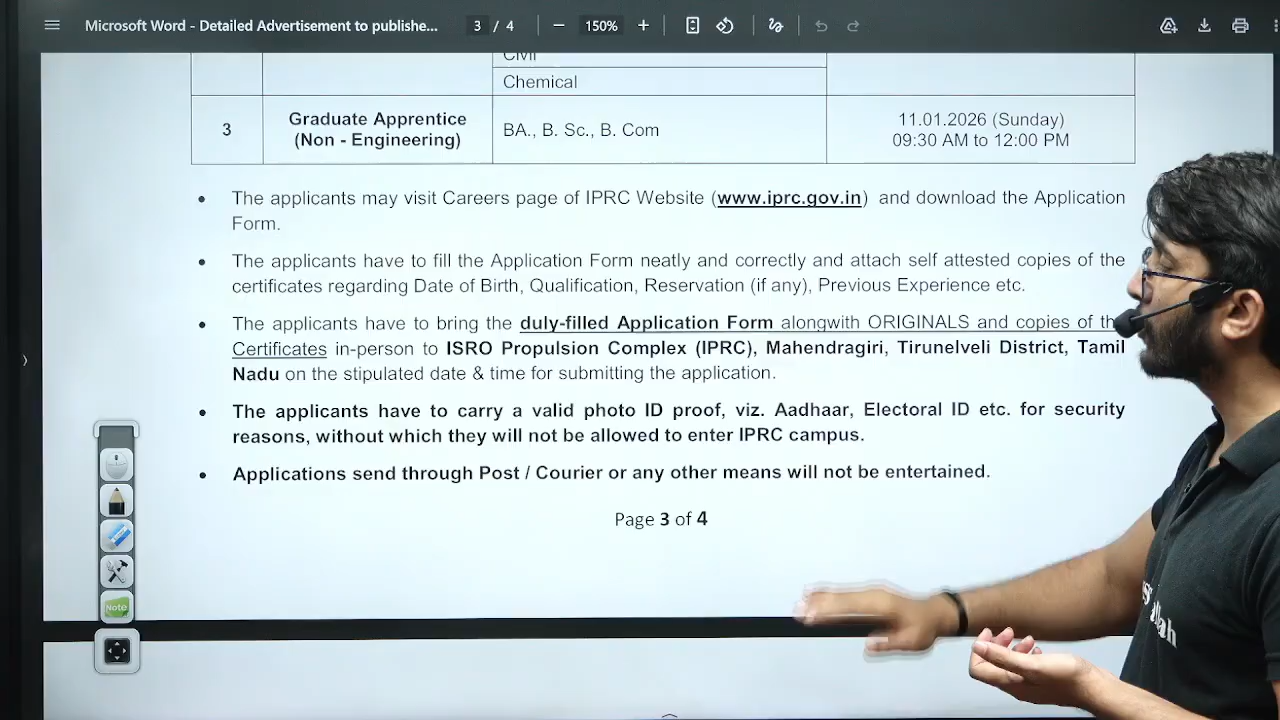 Microsoft Word - Detailed Advertisement to publishe...
3 / 4
150%
Civil
Chemical
3
Graduate Apprentice
(Non - Engineering)
BA., B. Sc., B. Com
11.01.2026 (Sunday)
09:30 AM to 12:00 PM
• The applicants may visit Careers page of IPRC Website (www.iprc.gov.in) and download the Application
Form.
• The applicants have to fill the Application Form neatly and correctly and attach self attested copies of the
certificates regarding Date of Birth, Qualification, Reservation (if any), Previous Experience etc.
• The applicants have to bring the duly-filled Application Form alongwith ORIGINALS and copies of the
Certificates in-person to ISRO Propulsion Complex (IPRC), Mahendragiri, Tirunelveli District, Tamil
Nadu on the stipulated date & time for submitting the application.
• The applicants have to carry a valid photo ID proof, viz. Aadhaar, Electoral ID etc. for security
reasons, without which they will not be allowed to enter IPRC campus.
• Applications send through Post / Courier or any other means will not be entertained.
Page 3 of 4
Note